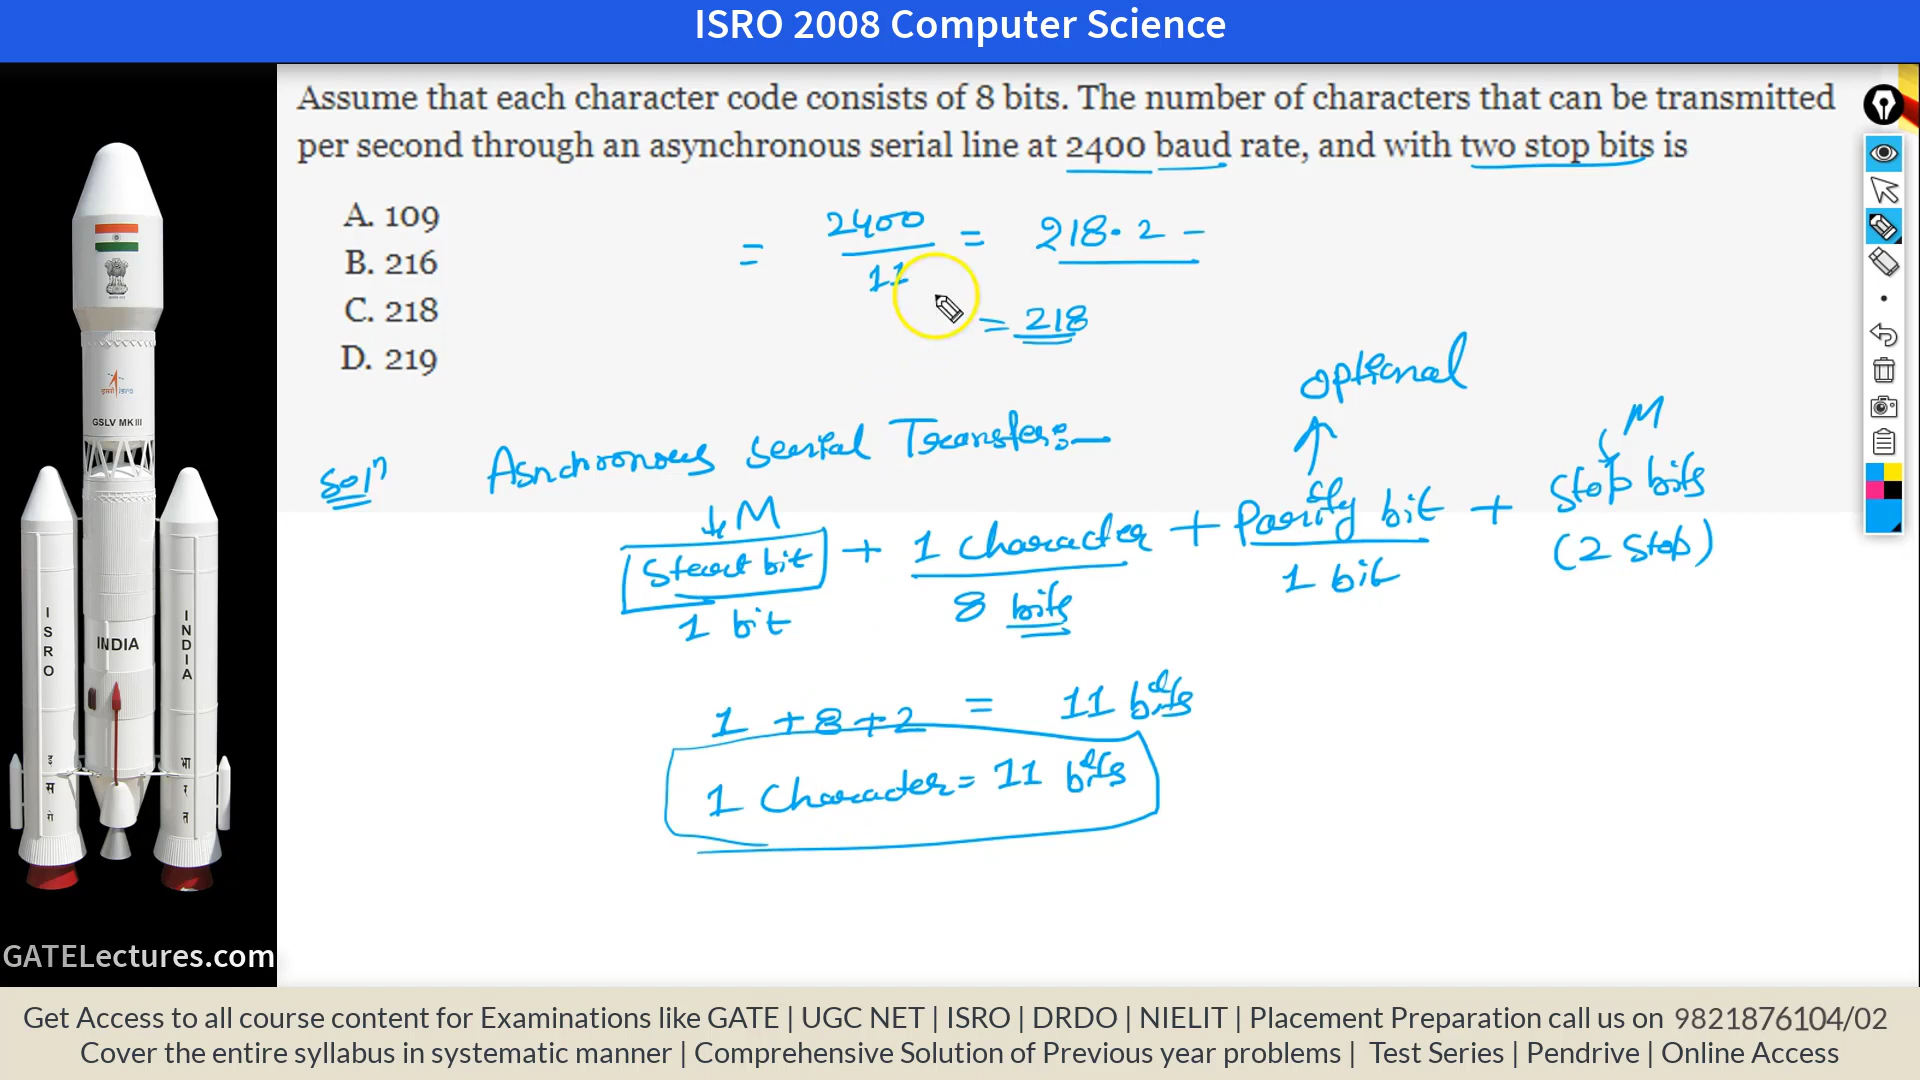 ISRO 2008 Computer Science
Assume that each character code consists of 8 bits. The number of characters that can be transmitted
per second through an asynchronous serial line at 2400 baud rate, and with two stop bits is
A. 109
B. 216
C. 218
D. 219
= 2400 / 11 = 218.2 -
= 218
optional
Soln Asnchronous Serial Transfer:-
M
M
Start bit + 1 Character + Parity bit + Stop bits
(2 Stop)
1 bit 8 bits 1 bit
1 + 8 + 2 = 11 bits
1 Character = 11 bits
GSLV MKIII
ISRO
INDIA
INDIA
इस
भारत
GATELectures.com
Get Access to all course content for Examinations like GATE | UGC NET | ISRO | DRDO | NIELIT | Placement Preparation call us on 9821876104/02
Cover the entire syllabus in systematic manner | Comprehensive Solution of Previous year problems | Test Series | Pendrive | Online Access